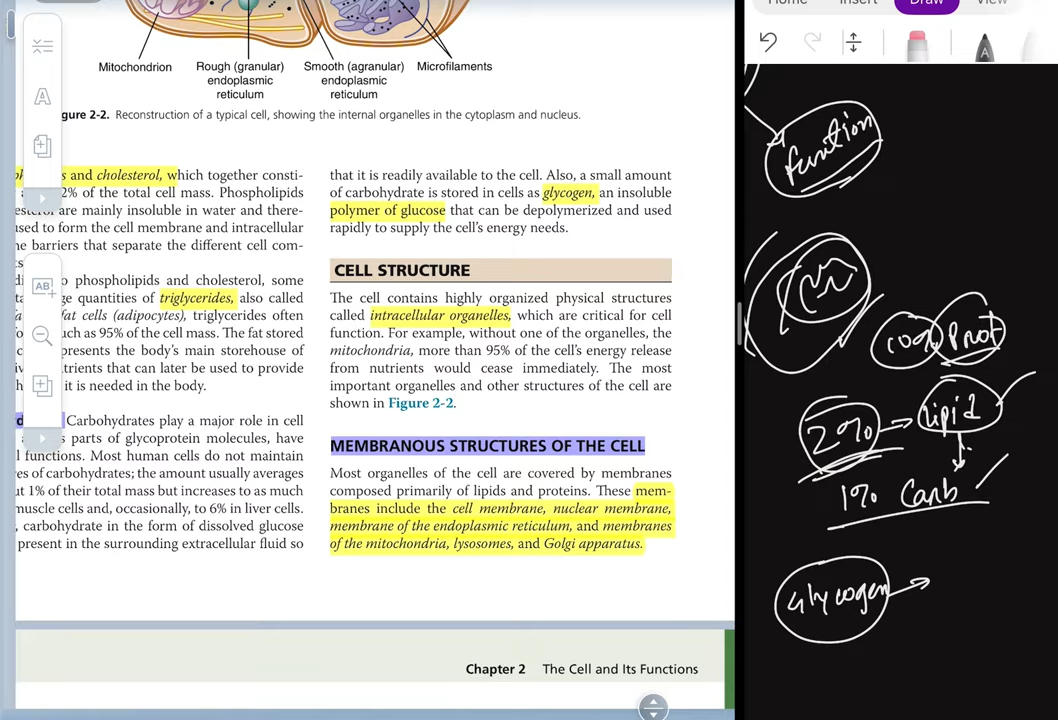 Home Insert Draw View
Mitochondrion
Rough (granular)
endoplasmic
reticulum
Smooth (agranular)
endoplasmic
reticulum
Microfilaments
gure 2-2. Reconstruction of a typical cell, showing the internal organelles in the cytoplasm and nucleus.
s and cholesterol, which together consti-
2% of the total cell mass. Phospholipids
are mainly insoluble in water and there-
used to form the cell membrane and intracellular
ne barriers that separate the different cell com-
o phospholipids and cholesterol, some
ge quantities of triglycerides, also called
fat cells (adipocytes), triglycerides often
uch as 95% of the cell mass. The fat stored
presents the body's main storehouse of
trients that can later be used to provide
it is needed in the body.
Carbohydrates play a major role in cell
s parts of glycoprotein molecules, have
l functions. Most human cells do not maintain
es of carbohydrates; the amount usually averages
ut 1% of their total mass but increases to as much
muscle cells and, occasionally, to 6% in liver cells.
, carbohydrate in the form of dissolved glucose
present in the surrounding extracellular fluid so
that it is readily available to the cell. Also, a small amount
of carbohydrate is stored in cells as glycogen, an insoluble
polymer of glucose that can be depolymerized and used
rapidly to supply the cell's energy needs.
CELL STRUCTURE
The cell contains highly organized physical structures
called intracellular organelles, which are critical for cell
function. For example, without one of the organelles, the
mitochondria, more than 95% of the cell's energy release
from nutrients would cease immediately. The most
important organelles and other structures of the cell are
shown in Figure 2-2.
MEMBRANOUS STRUCTURES OF THE CELL
Most organelles of the cell are covered by membranes
composed primarily of lipids and proteins. These mem-
branes include the cell membrane, nuclear membrane,
membrane of the endoplasmic reticulum, and membranes
of the mitochondria, lysosomes, and Golgi apparatus.
Chapter 2 The Cell and Its Functions
function
Prot
2% → lipid
1% Carb
Glycogen →